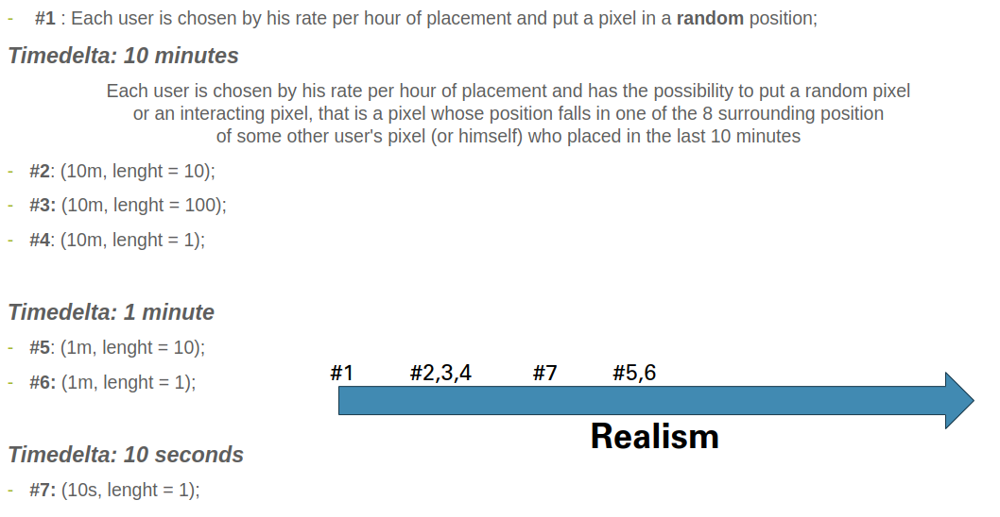 - #1 : Each user is chosen by his rate per hour of placement and put a pixel in a random position;
Timedelta: 10 minutes
Each user is chosen by his rate per hour of placement and has the possibility to put a random pixel
or an interacting pixel, that is a pixel whose position falls in one of the 8 surrounding position
of some other user's pixel (or himself) who placed in the last 10 minutes
- #2: (10m, lenght = 10);
- #3: (10m, lenght = 100);
- #4: (10m, lenght = 1);
Timedelta: 1 minute
- #5: (1m, lenght = 10);
- #6: (1m, lenght = 1);
#1 #2,3,4 #7 #5,6
Realism
Timedelta: 10 seconds
- #7: (10s, lenght = 1);